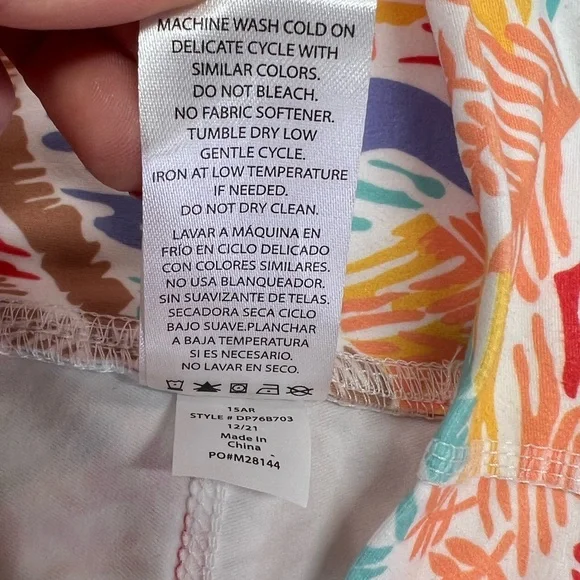 MACHINE WASH COLD ON
DELICATE CYCLE WITH
SIMILAR COLORS.
DO NOT BLEACH.
NO FABRIC SOFTENER.
TUMBLE DRY LOW
GENTLE CYCLE.
IRON AT LOW TEMPERATURE
IF NEEDED.
DO NOT DRY CLEAN.
LAVAR A MÁQUINA EN
FRÍO EN CICLO DELICADO
CON COLORES SIMILARES.
NO USA BLANQUEADOR.
SIN SUAVIZANTE DE TELAS.
SECADORA SECA CICLO
BAJO SUAVE.PLANCHAR
A BAJA TEMPERATURA
SI ES NECESARIO.
NO LAVAR EN SECO.
15AR
STYLE # DP76B703
12/21
Made In
China
PO#M28144